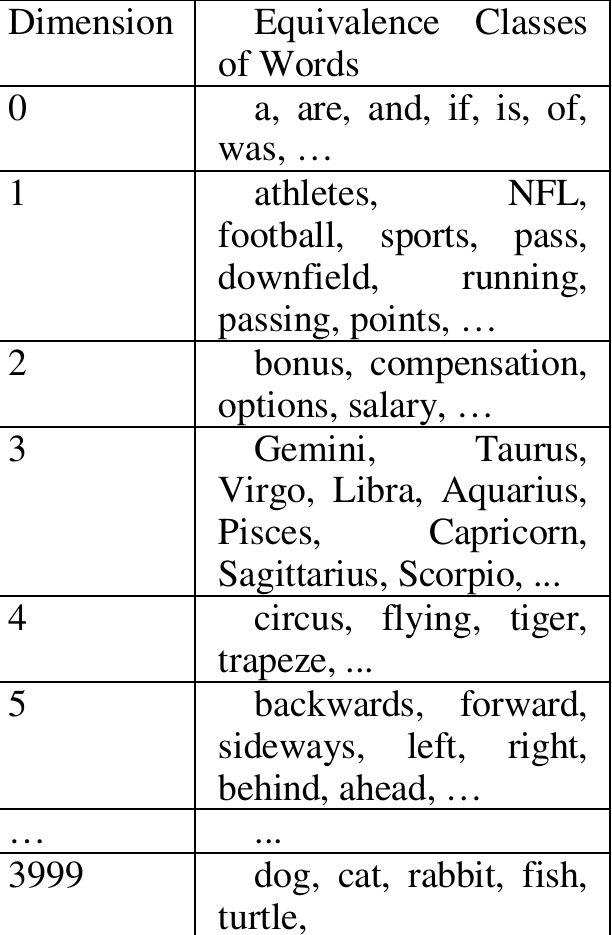 Dimension
Equivalence Classes
of Words
0
a, are, and, if, is, of,
was, …
1
athletes, NFL,
football, sports, pass,
downfield, running,
passing, points, …
2
bonus, compensation,
options, salary, …
3
Gemini, Taurus,
Virgo, Libra, Aquarius,
Pisces, Capricorn,
Sagittarius, Scorpio, ...
4
circus, flying, tiger,
trapeze, ...
5
backwards, forward,
sideways, left, right,
behind, ahead, …
…
...
3999
dog, cat, rabbit, fish,
turtle,